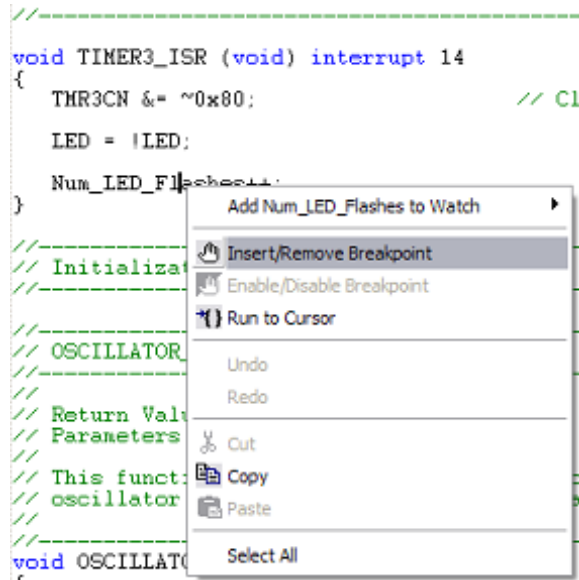 //----------------------------------------------------
void TIMER3_ISR (void) interrupt 14
{
TMR3CN &= ~0x80; // Cl
LED = !LED;
Num_LED_Flashes++;
}
Add Num_LED_Flashes to Watch
Insert/Remove Breakpoint
Enable/Disable Breakpoint
Run to Cursor
Undo
Redo
Cut
Copy
Paste
Select All
//----------------------------------------------------
// Initializat
//----------------------------------------------------
//----------------------------------------------------
// OSCILLATOR_
//----------------------------------------------------
//
// Return Valu
// Parameters
//
// This funct
// oscillator
//
//----------------------------------------------------
void OSCILLATO
{